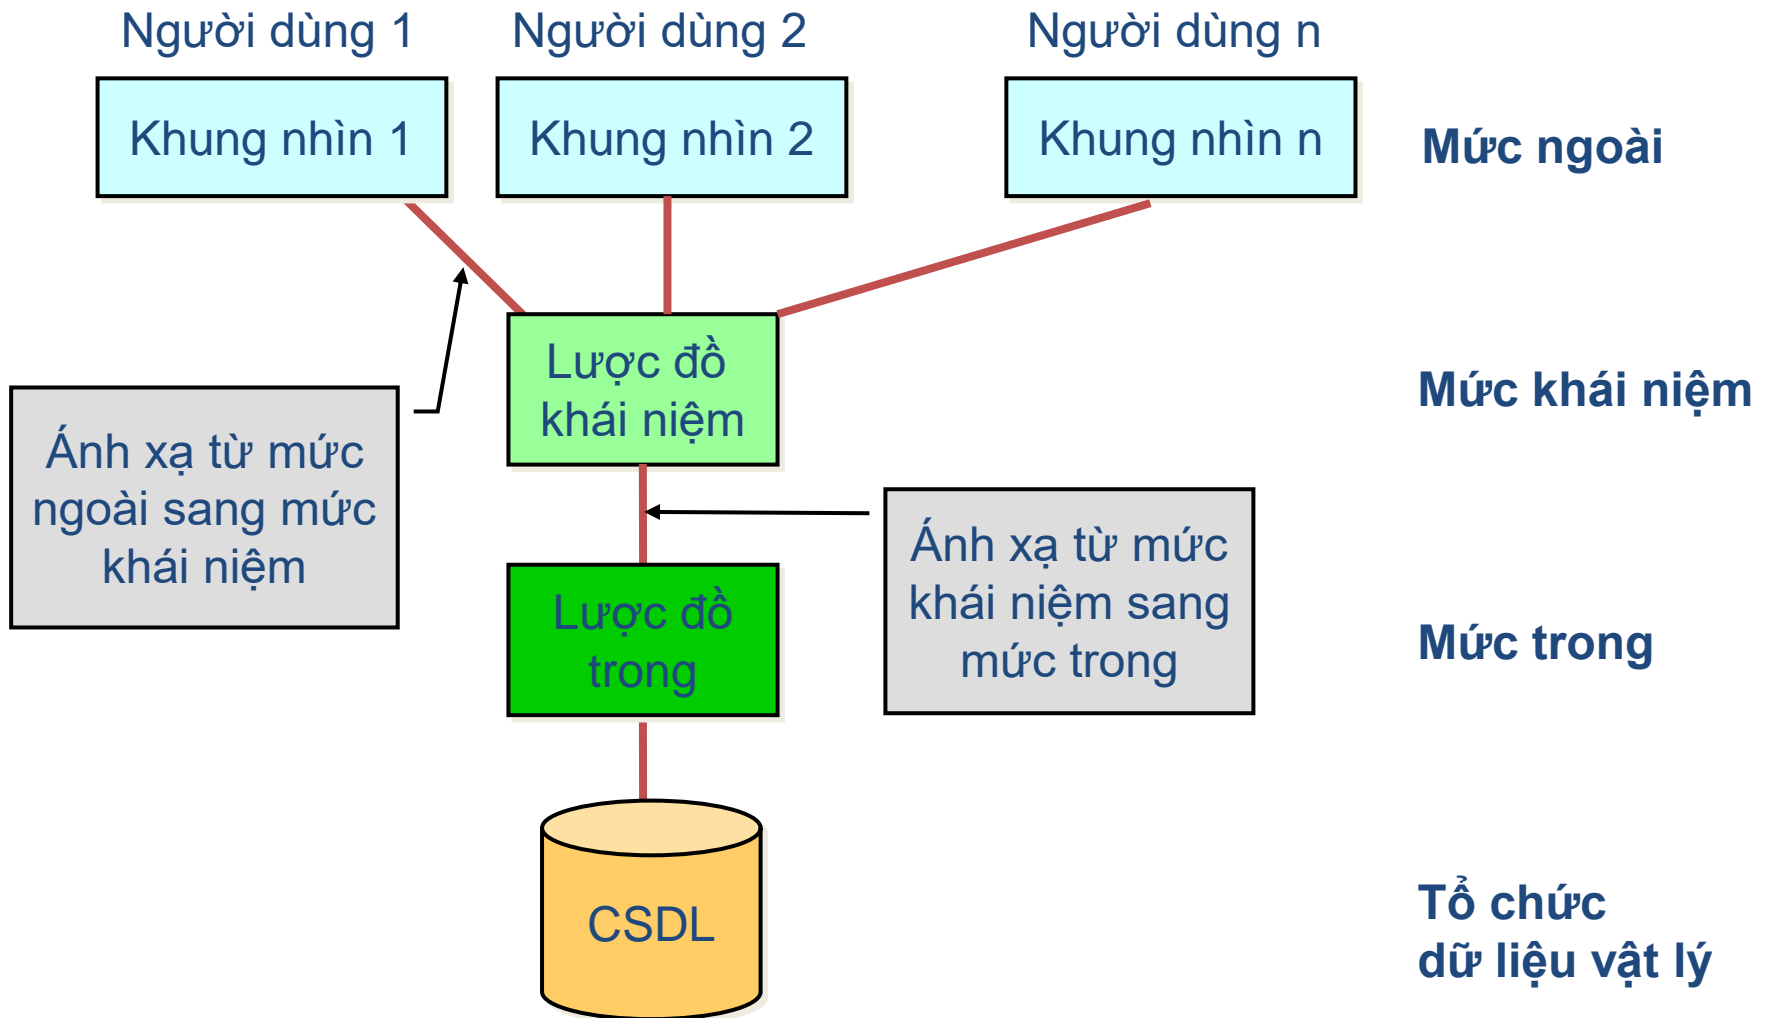 Người dùng 1
Người dùng 2
Người dùng n
Khung nhìn 1
Khung nhìn 2
Khung nhìn n
Mức ngoài
Lược đồ
khái niệm
Mức khái niệm
Ánh xạ từ mức
ngoài sang mức
khái niệm
Ánh xạ từ mức
khái niệm sang
mức trong
Lược đồ
trong
Mức trong
CSDL
Tổ chức
dữ liệu vật lý